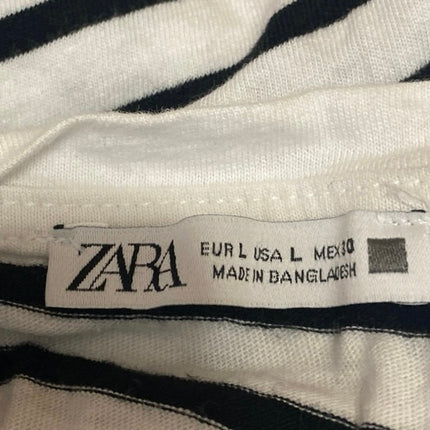 ZARA
EUR L USA L MEX 30
MADE IN BANGLADESH